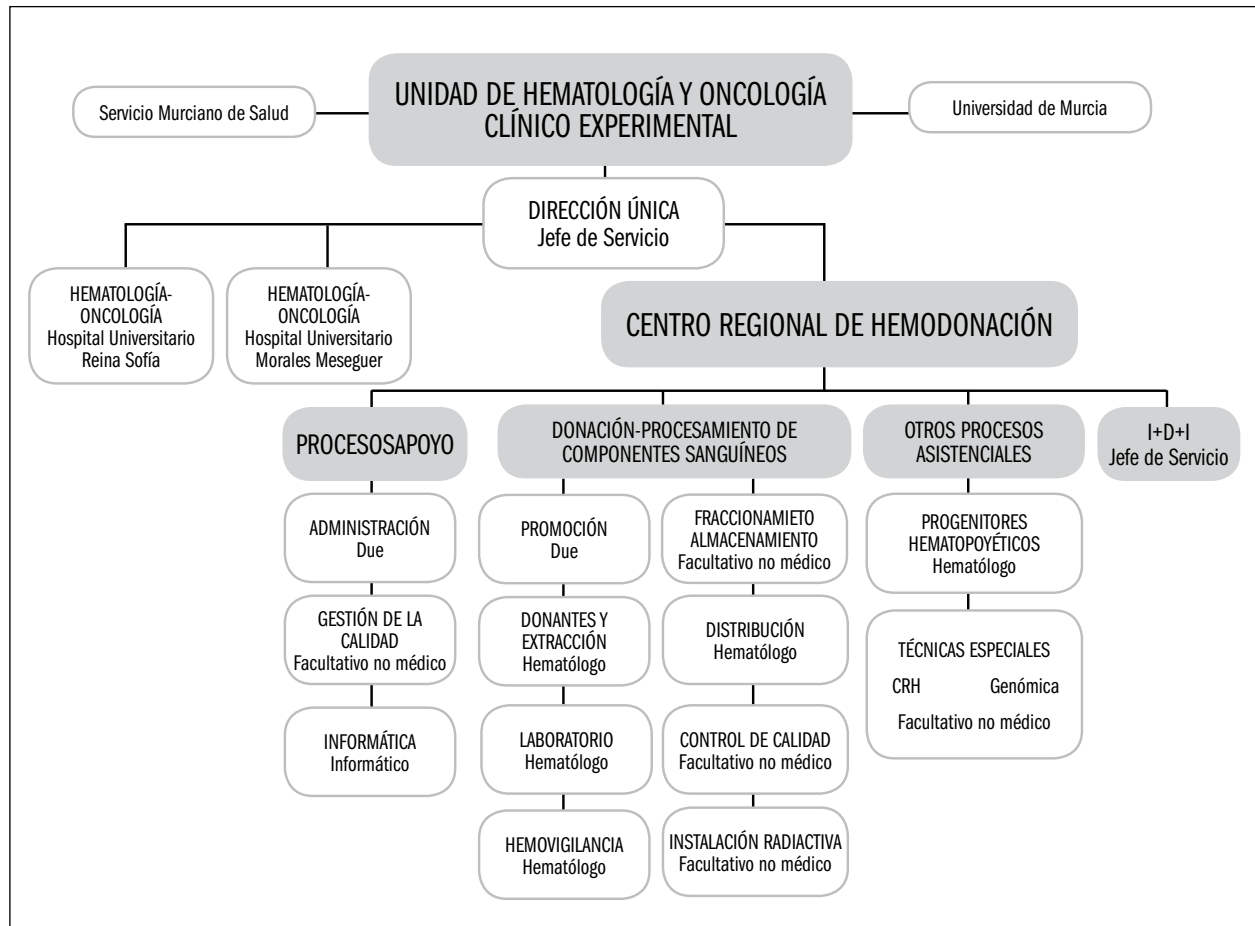 UNIDAD DE HEMATOLOGÍA Y ONCOLOGÍA
CLÍNICO EXPERIMENTAL
Servicio Murciano de Salud
Universidad de Murcia
DIRECCIÓN ÚNICA
Jefe de Servicio
HEMATOLOGÍA-
ONCOLOGÍA
Hospital Universitario
Reina Sofía
HEMATOLOGÍA-
ONCOLOGÍA
Hospital Universitario
Morales Meseguer
CENTRO REGIONAL DE HEMODONACIÓN
PROCESOSAPOYO
DONACIÓN-PROCESAMIENTO DE
COMPONENTES SANGUÍNEOS
OTROS PROCESOS
ASISTENCIALES
I+D+I
Jefe de Servicio
ADMINISTRACIÓN
Due
GESTIÓN DE LA
CALIDAD
Facultativo no médico
INFORMÁTICA
Informático
PROMOCIÓN
Due
DONANTES Y
EXTRACCIÓN
Hematólogo
LABORATORIO
Hematólogo
HEMOVIGILANCIA
Hematólogo
FRACCIONAMIETO
ALMACENAMIENTO
Facultativo no médico
DISTRIBUCIÓN
Hematólogo
CONTROL DE CALIDAD
Facultativo no médico
INSTALACIÓN RADIACTIVA
Facultativo no médico
PROGENITORES
HEMATOPOYÉTICOS
Hematólogo
TÉCNICAS ESPECIALES
CRH Genómica
Facultativo no médico